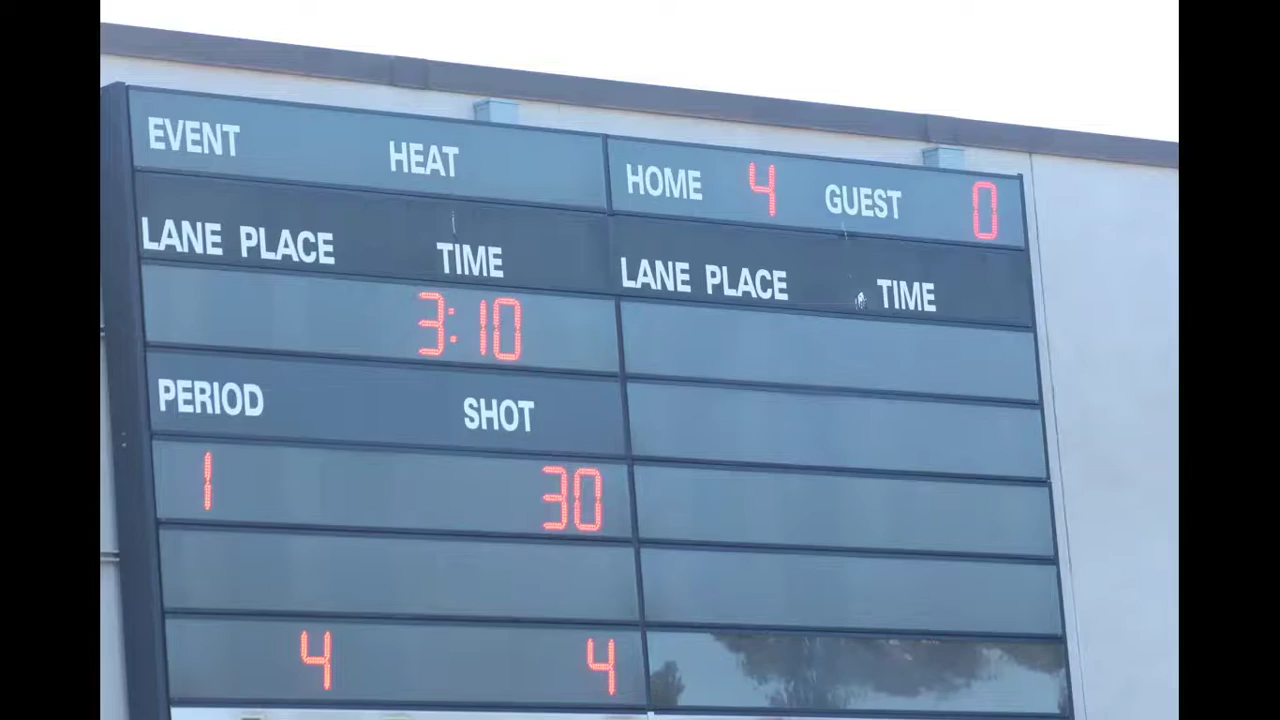 EVENT HEAT
HOME 4 GUEST 0
LANE PLACE TIME
LANE PLACE TIME
3:10
PERIOD SHOT
1 30
4 4